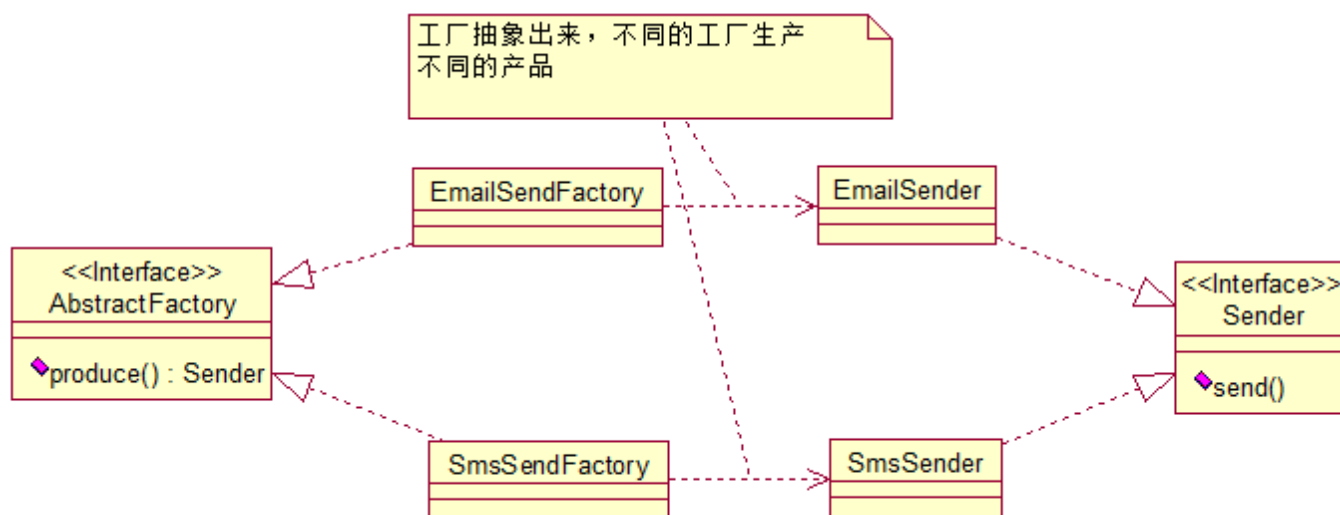 工厂抽象出来，不同的工厂生产
不同的产品
EmailSendFactory
EmailSender
<<Interface>>
AbstractFactory
produce() : Sender
<<Interface>>
Sender
send()
SmsSendFactory
SmsSender